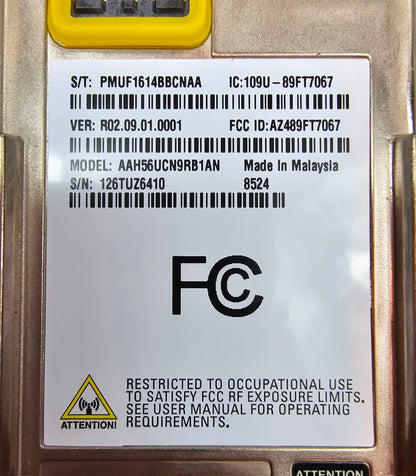 S/T: PMUF1614BBCNAA IC:109U-89FT7067
VER: R02.09.01.0001 FCC ID:AZ489FT7067
MODEL: AAH56UCN9RB1AN Made In Malaysia
S/N: 126TUZ6410 8524
FCC
RESTRICTED TO OCCUPATIONAL USE
TO SATISFY FCC RF EXPOSURE LIMITS.
SEE USER MANUAL FOR OPERATING
REQUIREMENTS.
ATTENTION!
ATTENTION